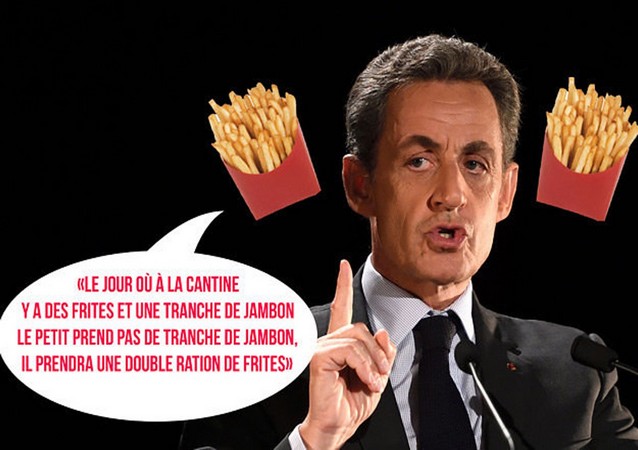 «LE JOUR OÙ À LA CANTINE
Y A DES FRITES ET UNE TRANCHE DE JAMBON
LE PETIT PREND PAS DE TRANCHE DE JAMBON,
IL PRENDRA UNE DOUBLE RATION DE FRITES»